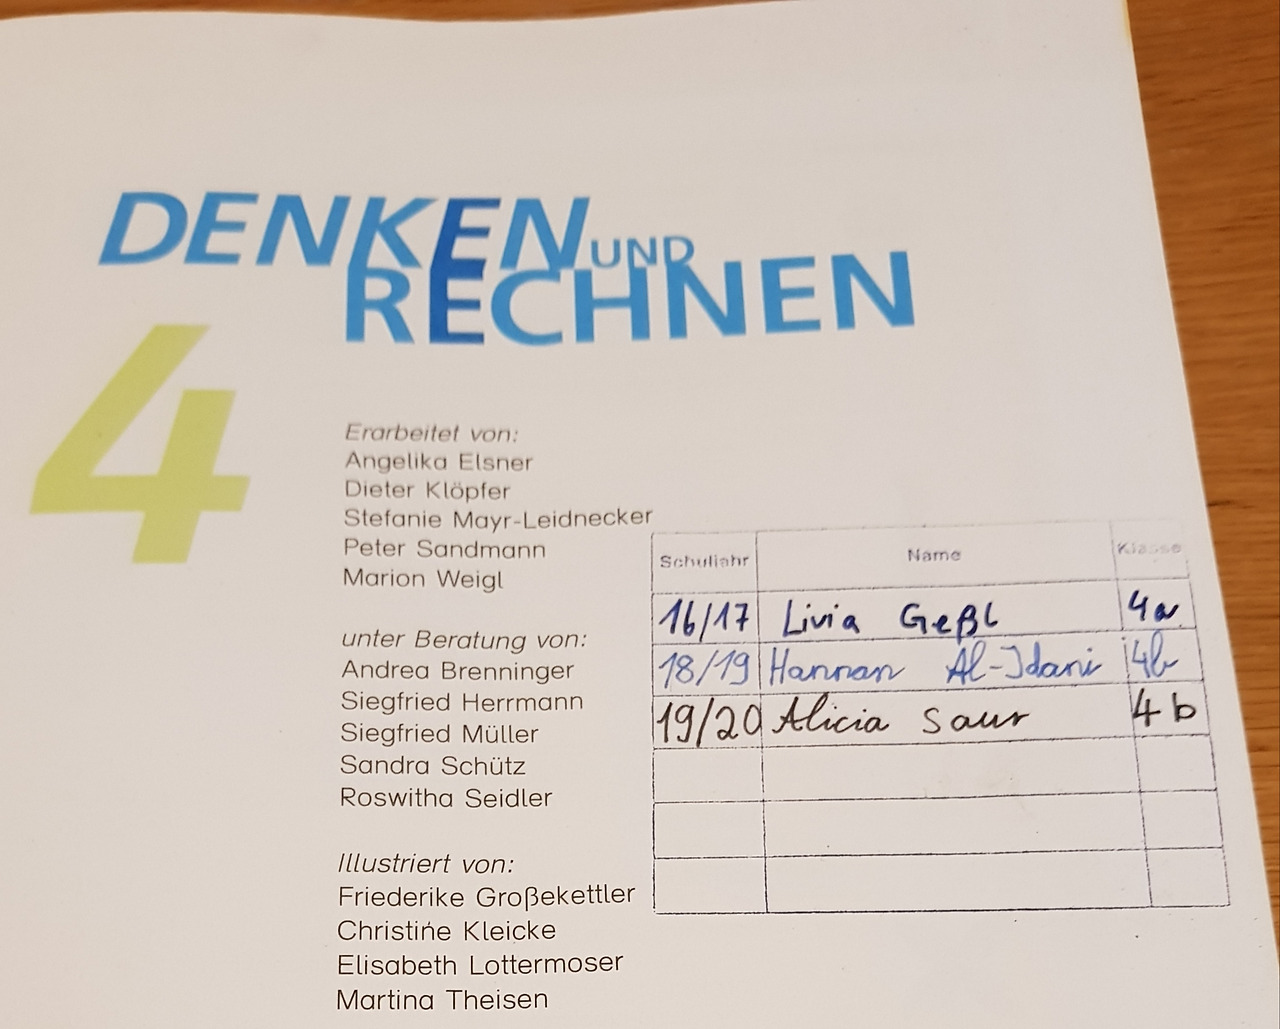 DENKEN UND
RECHNEN
4
Erarbeitet von:
Angelika Elsner
Dieter Klöpfer
Stefanie Mayr-Leidnecker
Peter Sandmann
Marion Weigl
unter Beratung von:
Andrea Brenninger
Siegfried Herrmann
Siegfried Müller
Sandra Schütz
Roswitha Seidler
Illustriert von:
Friederike Großekettler
Christine Kleicke
Elisabeth Lottermoser
Martina Theisen
Schuljahr Name Klasse
16/17 Livia Geßl 4a
18/19 Hannan Al-Idani 4b
19/20 Alicia Saur 4b